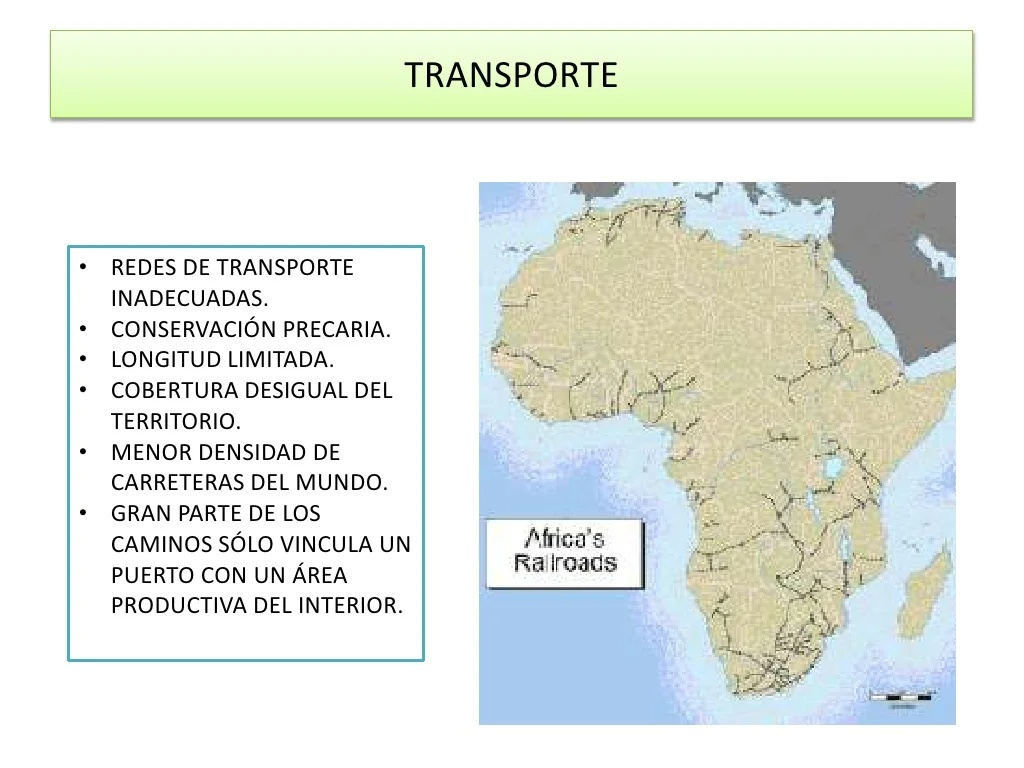 TRANSPORTE
• REDES DE TRANSPORTE
INADECUADAS.
• CONSERVACIÓN PRECARIA.
• LONGITUD LIMITADA.
• COBERTURA DESIGUAL DEL
TERRITORIO.
• MENOR DENSIDAD DE
CARRETERAS DEL MUNDO.
• GRAN PARTE DE LOS
CAMINOS SÓLO VINCULA UN
PUERTO CON UN ÁREA
PRODUCTIVA DEL INTERIOR.
Africa's
Railroads